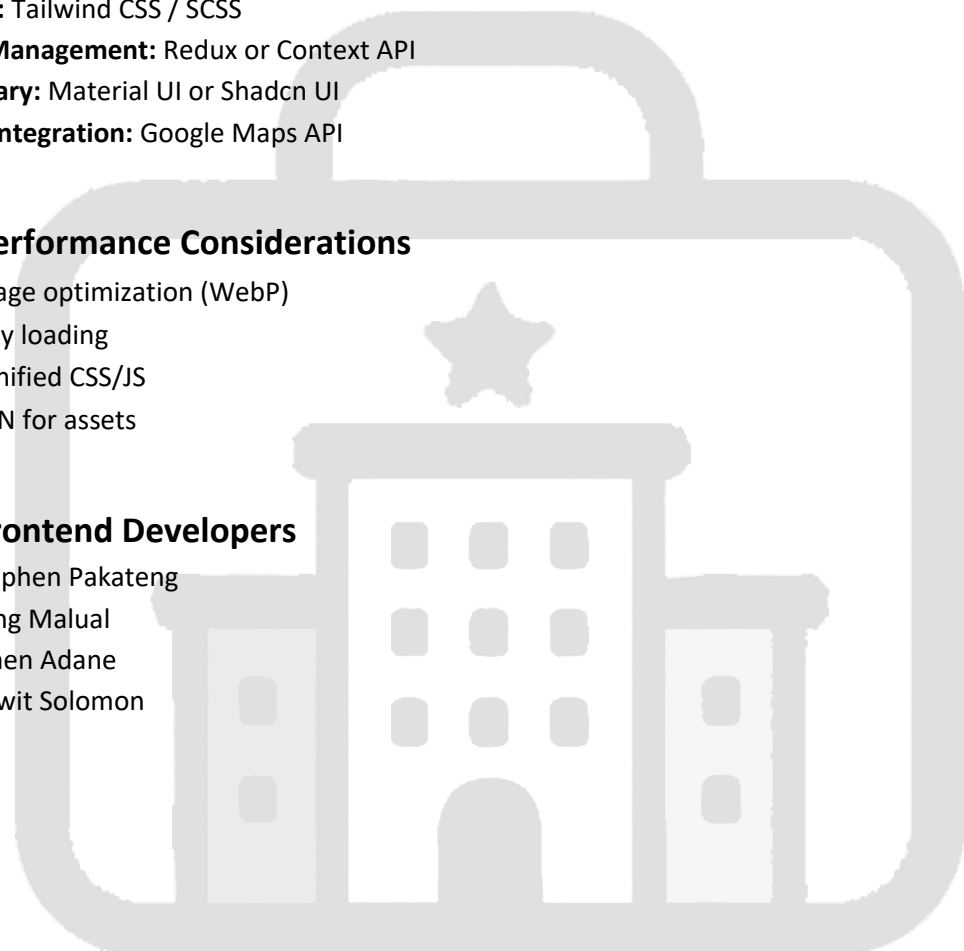 : Tailwind CSS / SCSS
Management: Redux or Context API
ary: Material UI or Shadcn UI
ntegration: Google Maps API
erformance Considerations
age optimization (WebP)
y loading
nified CSS/JS
N for assets
rontend Developers
phen Pakateng
ng Malual
en Adane
wit Solomon